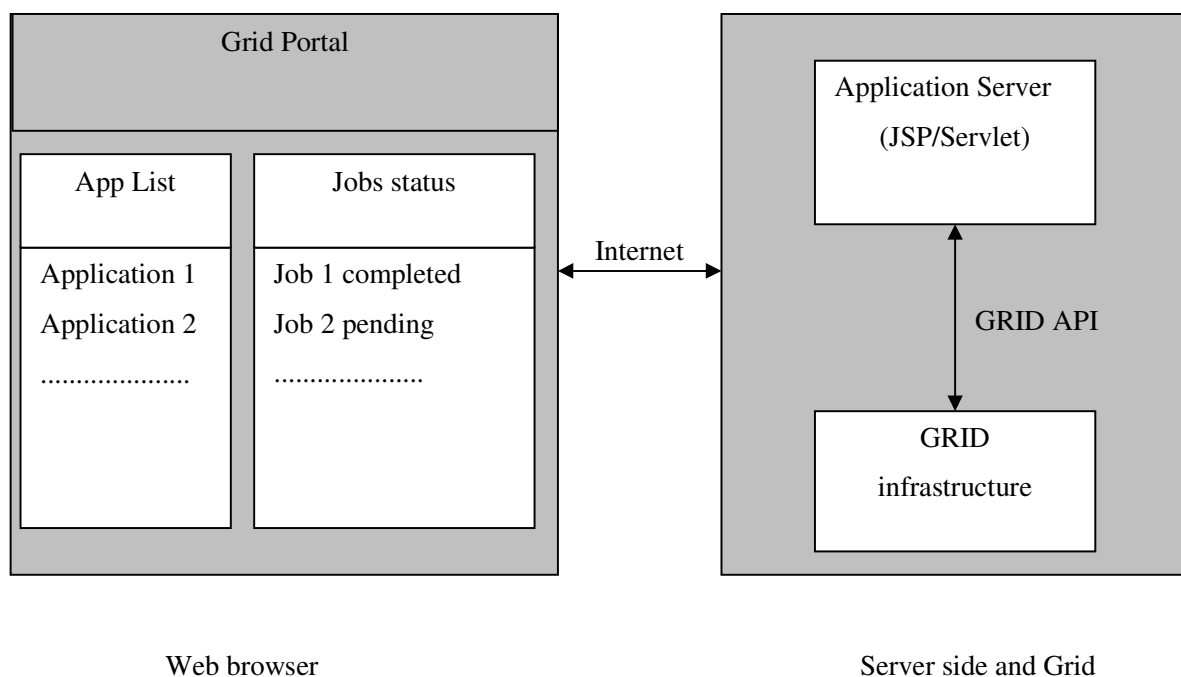 Grid Portal
App List
Application 1
Application 2
.....................
Jobs status
Job 1 completed
Job 2 pending
.....................
Internet
Application Server
(JSP/Servlet)
GRID API
GRID
infrastructure
Web browser
Server side and Grid